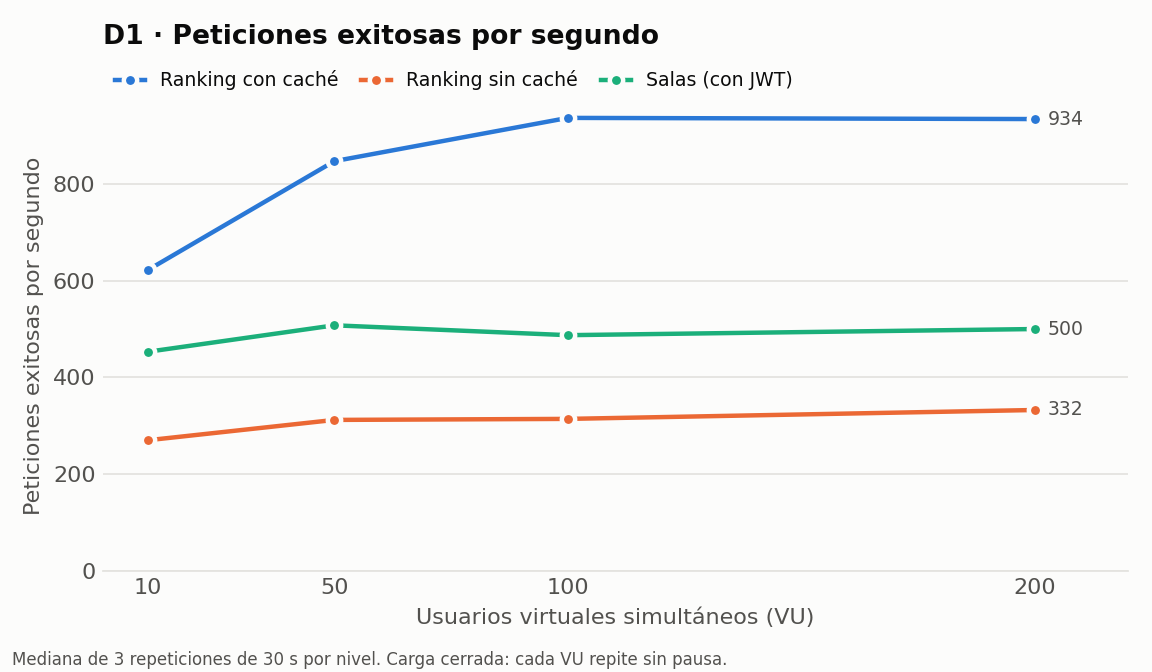 D1 · Peticiones exitosas por segundo
Ranking con caché Ranking sin caché Salas (con JWT)
Peticiones exitosas por segundo
934
800
600
500
400
332
200
0
10 50 100 200
Usuarios virtuales simultáneos (VU)
Mediana de 3 repeticiones de 30 s por nivel. Carga cerrada: cada VU repite sin pausa.